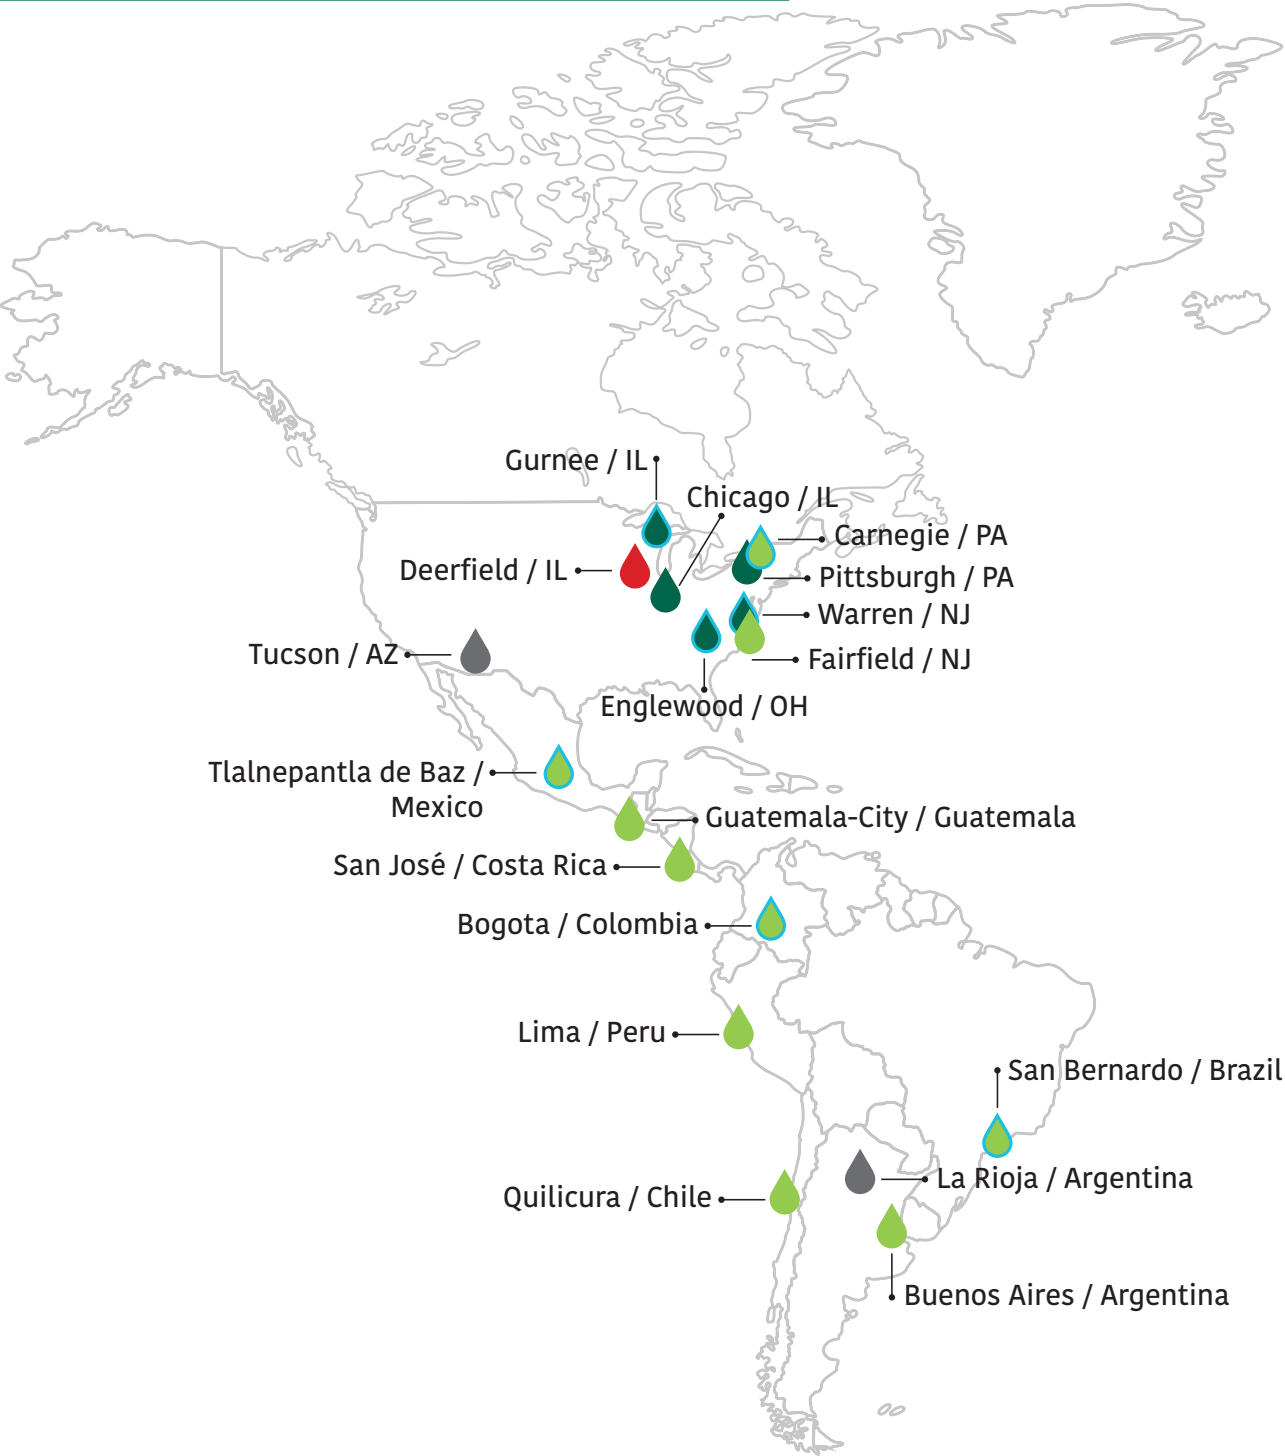 Gurnee / IL
Chicago / IL
Carnegie / PA
Deerfield / IL
Pittsburgh / PA
Warren / NJ
Tucson / AZ
Fairfield / NJ
Englewood / OH
Tlalnepantla de Baz /
Mexico
Guatemala-City / Guatemala
San José / Costa Rica
Bogota / Colombia
Lima / Peru
San Bernardo / Brazil
La Rioja / Argentina
Quilicura / Chile
Buenos Aires / Argentina